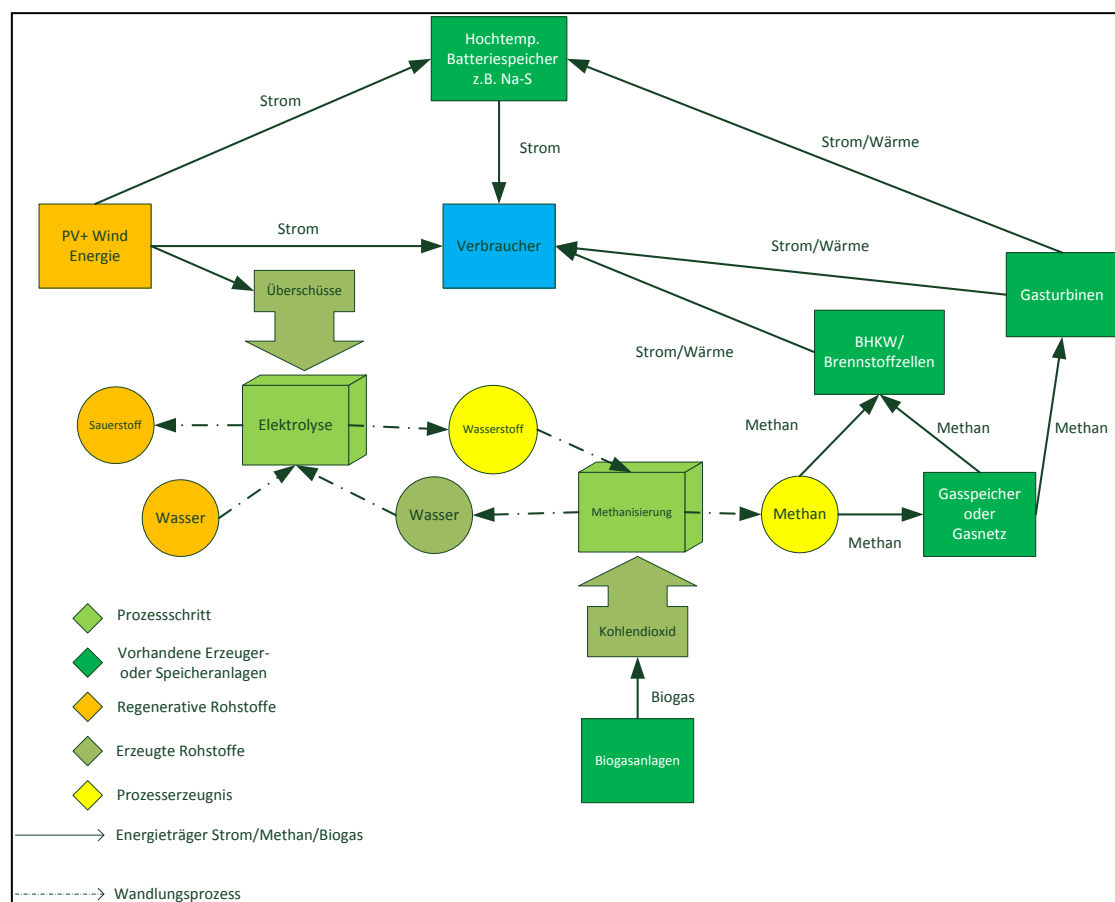 Hochtemp.
Batteriespeicher
z.B. Na-S
Strom
Strom/Wärme
Strom
PV+ Wind
Energie
Strom
Verbraucher
Strom/Wärme
Überschüsse
Gasturbinen
BHKW/
Brennstoffzellen
Strom/Wärme
Sauerstoff
Elektrolyse
Wasserstoff
Methan
Methan
Methan
Wasser
Wasser
Methanisierung
Methan
Gasspeicher
oder
Gasnetz
Methan
Prozessschritt
Kohlendioxid
Vorhandene Erzeuger-
oder Speicheranlagen
Biogas
Regenerative Rohstoffe
Erzeugte Rohstoffe
Biogasanlagen
Prozesserzeugnis
Energieträger Strom/Methan/Biogas
Wandlungsprozess